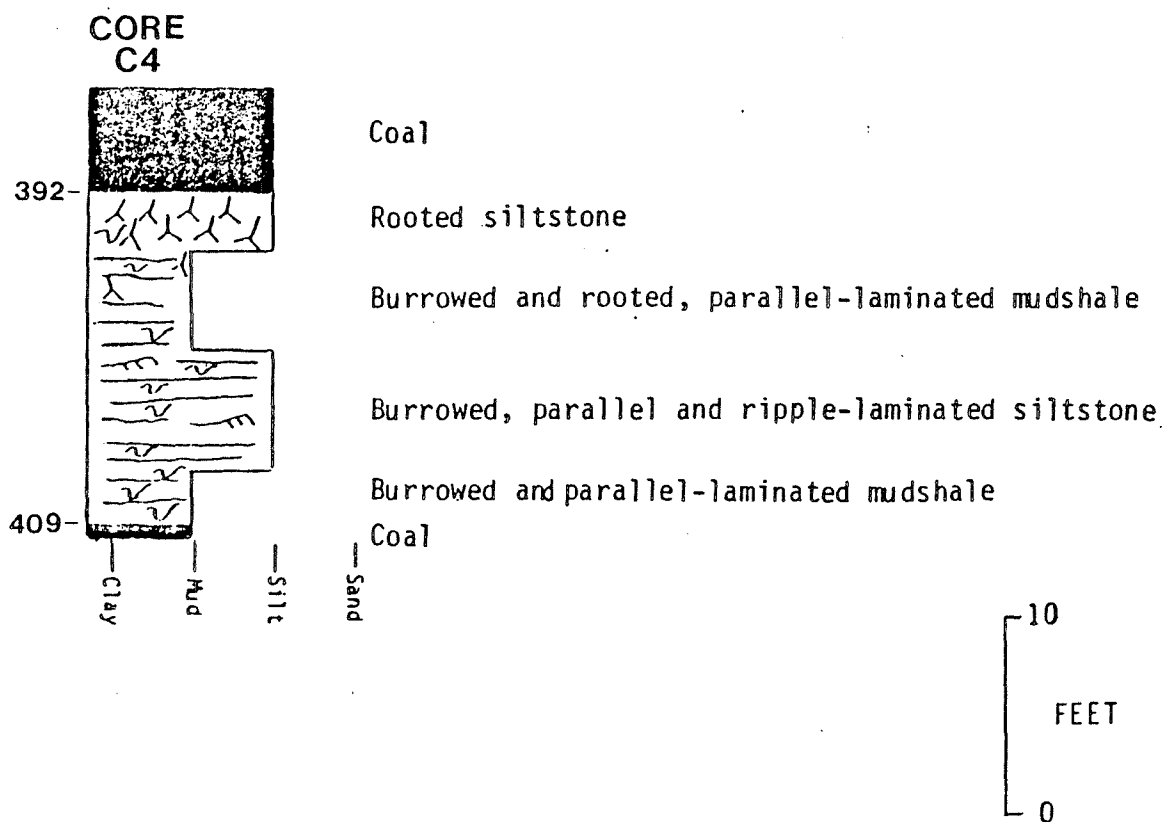 CORE
C4
Coal
392-
Rooted siltstone
Burrowed and rooted, parallel-laminated mudshale
Burrowed, parallel and ripple-laminated siltstone
Burrowed and parallel-laminated mudshale
409-
Coal
Clay
Mud
Silt
Sand
10
FEET
0